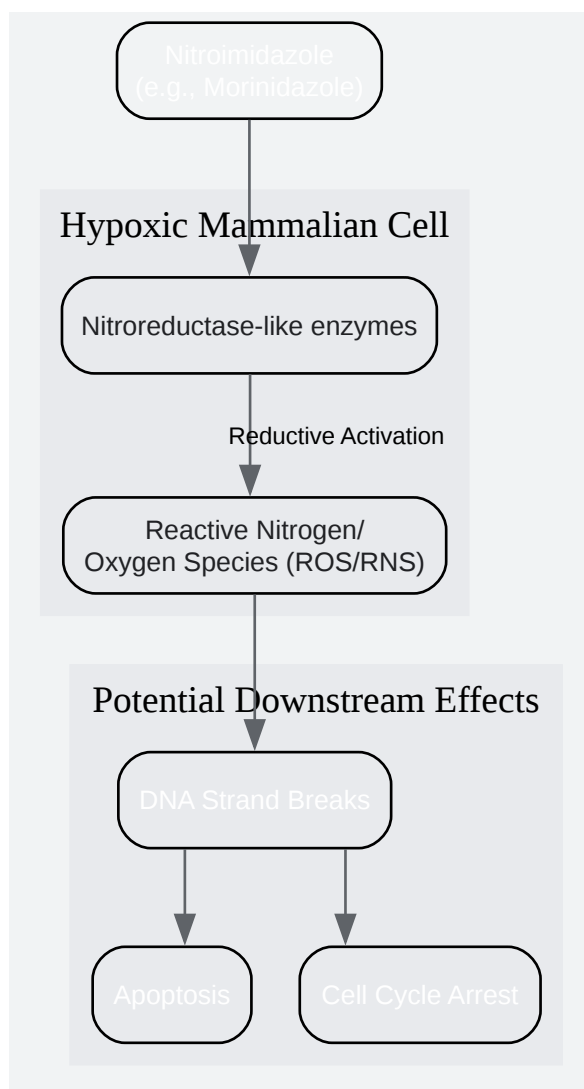 Nitroimidazole
(e.g., Morinidazole)
Hypoxic Mammalian Cell
Nitroreductase-like enzymes
Reductive Activation
Reactive Nitrogen/
Oxygen Species (ROS/RNS)
Potential Downstream Effects
DNA Strand Breaks
Apoptosis
Cell Cycle Arrest